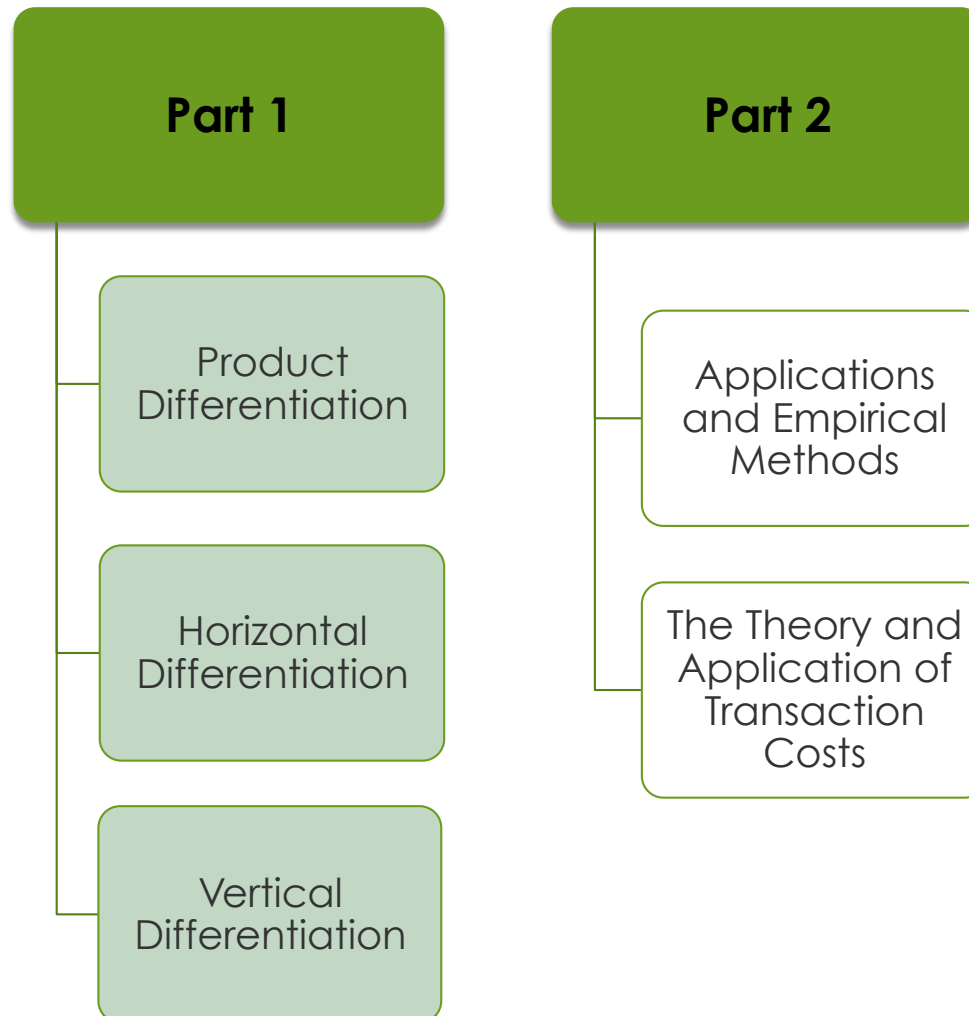 Part 1
Product
Differentiation
Horizontal
Differentiation
Vertical
Differentiation
Part 2
Applications
and Empirical
Methods
The Theory and
Application of
Transaction
Costs